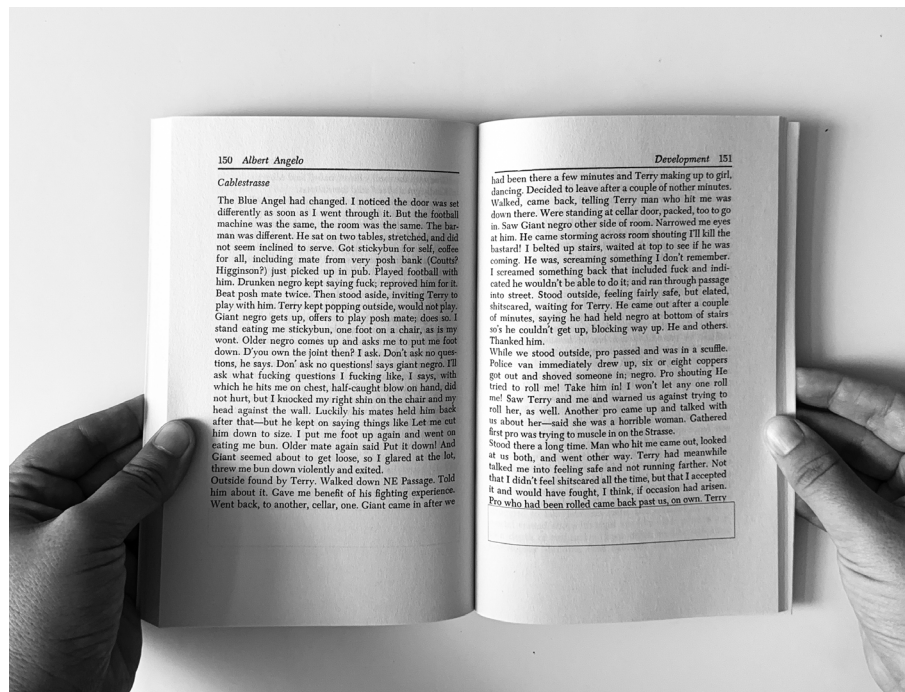 150 Albert Angelo
Cablestrasse
The Blue Angel had changed. I noticed the door was set
differently as soon as I went through it. But the football
machine was the same, the room was the same. The bar-
man was different. He sat on two tables, stretched, and did
not seem inclined to serve. Got stickybun for self, coffee
for all, including mate from very posh bank (Coutts?
Higginson?) just picked up in pub. Played football with
him. Drunken negro kept saying fuck; reproved him for it.
Beat posh mate twice. Then stood aside, inviting Terry to
play with him. Terry kept popping outside, would not play.
Giant negro gets up, offers to play posh mate; does so. I
stand eating me stickybun, one foot on a chair, as is my
wont. Older negro comes up and asks me to put me foot
down. D'you own the joint then? I ask. Don't ask no ques-
tions, he says. Don' ask no questions! says giant negro. I'll
ask what fucking questions I fucking like, I says, with
which he hits me on chest, half-caught blow on hand, did
not hurt, but I knocked my right shin on the chair and my
head against the wall. Luckily his mates held him back
after that—but he kept on saying things like Let me cut
him down to size. I put me foot up again and went on
eating me bun. Older mate again said Put it down! And
Giant seemed about to get loose, so I glared at the lot,
threw me bun down violently and exited.
Outside found by Terry. Walked down NE Passage. Told
him about it. Gave me benefit of his fighting experience.
Went back, to another, cellar, one. Giant came in after we
Development 151
had been there a few minutes and Terry making up to girl,
dancing. Decided to leave after a couple of nother minutes.
Walked, came back, telling Terry man who hit me was
down there. Were standing at cellar door, packed, too to go
in. Saw Giant negro other side of room. Narrowed me eyes
at him. He came storming across room shouting I'll kill the
bastard! I belted up stairs, waited at top to see if he was
coming. He was, screaming something I don't remember.
I screamed something back that included fuck and indi-
cated he wouldn't be able to do it; and ran through passage
into street. Stood outside, feeling fairly safe, but elated,
shitscared, waiting for Terry. He came out after a couple
of minutes, saying he had held negro at bottom of stairs
so's he couldn't get up, blocking way up. He and others.
Thanked him.
While we stood outside, pro passed and was in a scuffle.
Police van immediately drew up, six or eight coppers
got out and shoved someone in; negro. Pro shouting He
tried to roll me! Take him in! I won't let any one roll
me! Saw Terry and me and warned us against trying to
roll her, as well. Another pro came up and talked with
us about her—said she was a horrible woman. Gathered
first pro was trying to muscle in on the Strasse.
Stood there a long time. Man who hit me came out, looked
at us both, and went other way. Terry had meanwhile
talked me into feeling safe and not running farther. Not
that I didn't feel shitscared all the time, but that I accepted
it and would have fought, I think, if occasion had arisen.
Pro who had been rolled came back past us, on own. Terry